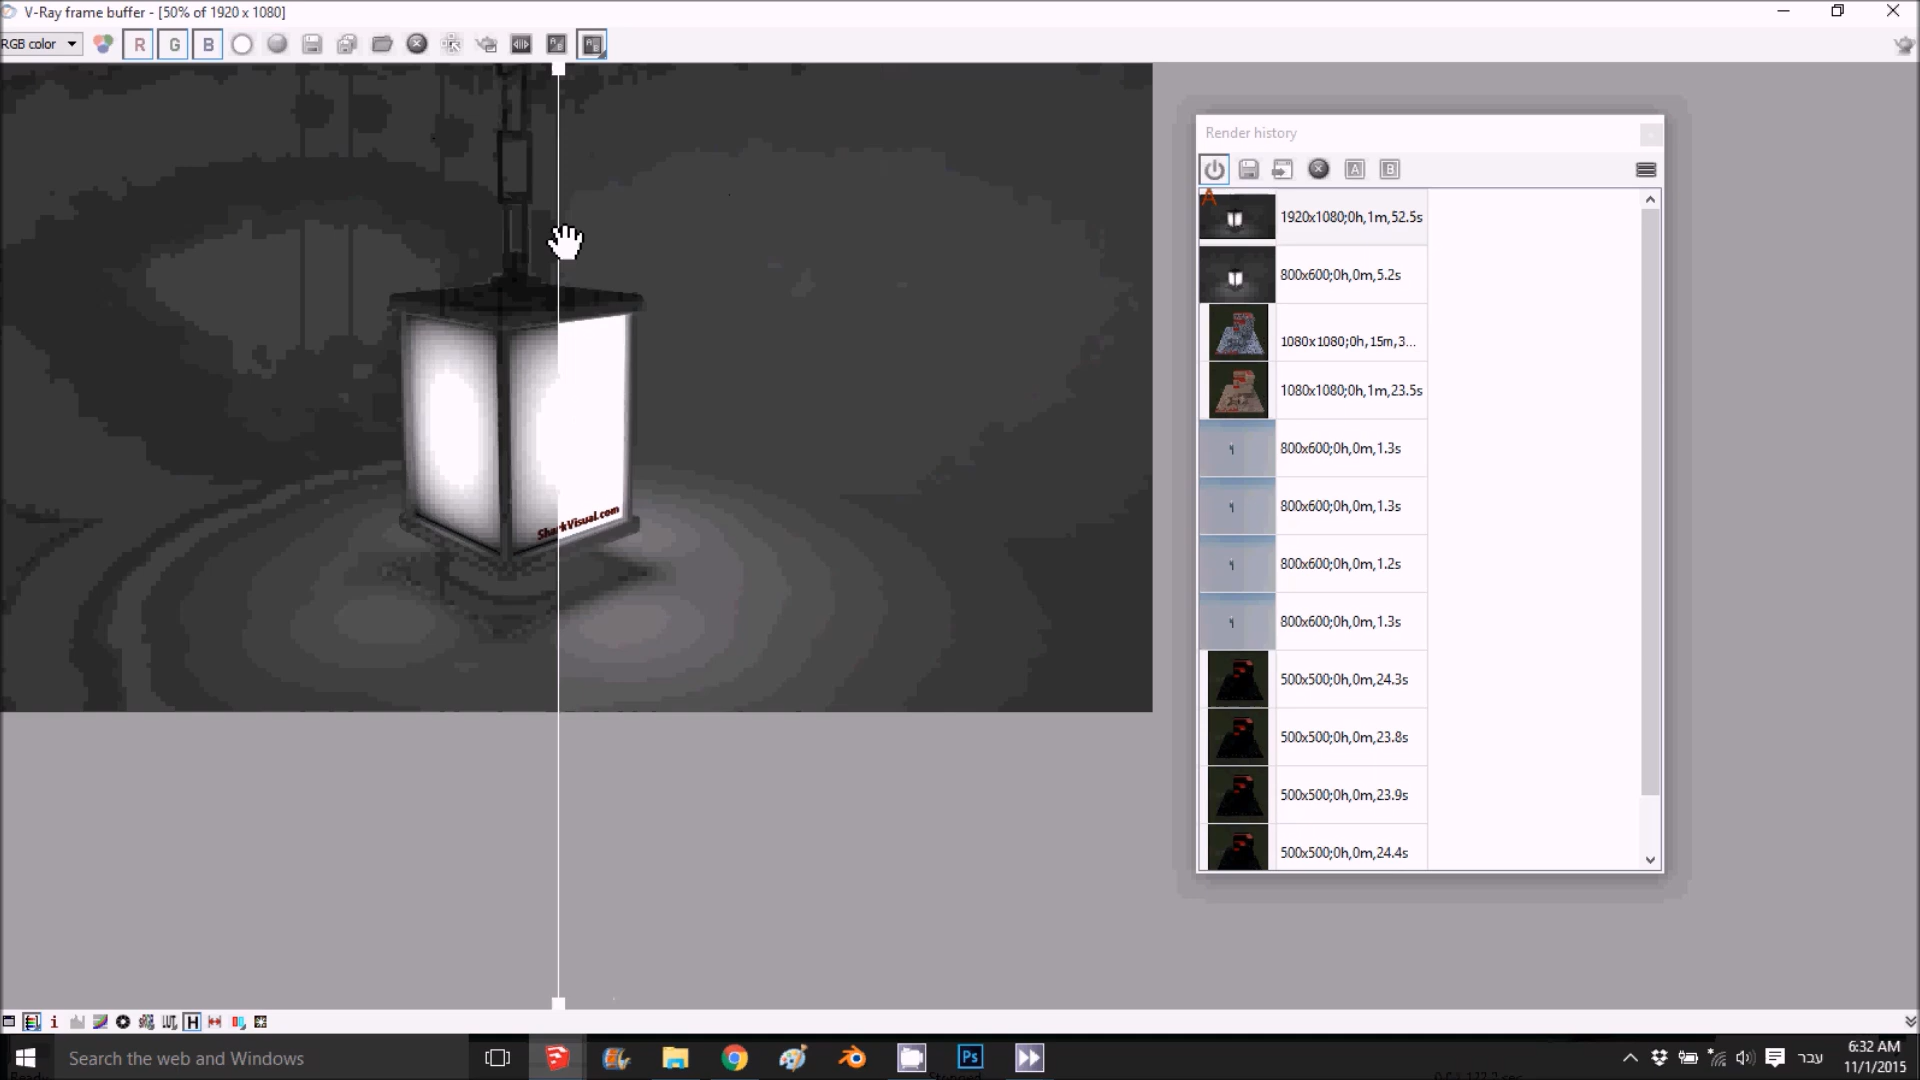 V-Ray frame buffer - [50% of 1920 x 1080]
RGB color
R
G
B
Render history
A
B
A
1920x1080;0h,1m,52.5s
800x600;0h,0m,5.2s
1080x1080;0h,15m,3...
1080x1080;0h,1m,23.5s
800x600;0h,0m,1.3s
800x600;0h,0m,1.3s
800x600;0h,0m,1.2s
800x600;0h,0m,1.3s
500x500;0h,0m,24.3s
500x500;0h,0m,23.8s
500x500;0h,0m,23.9s
500x500;0h,0m,24.4s
SharkVisual.com
i
LUT
H
Search the web and Windows
Ps
עבר
6:32 AM
11/1/2015